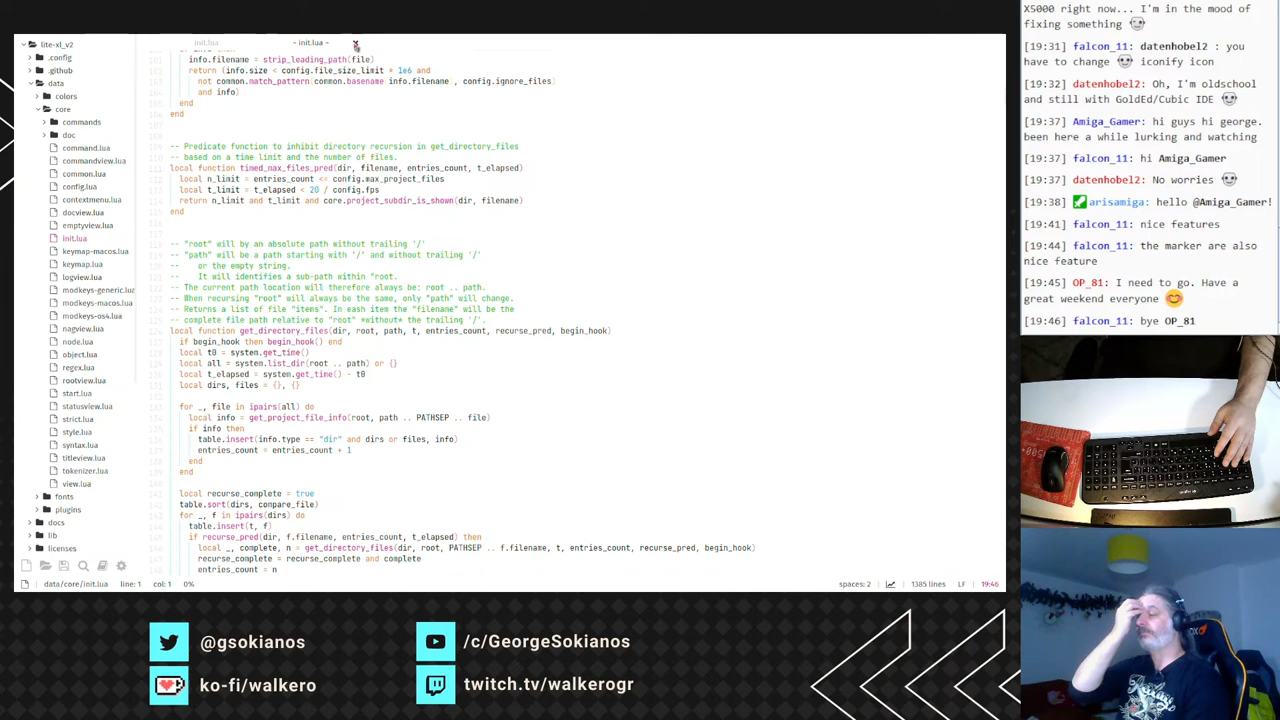 lite-xl_v2
.config
.github
data
colors
core
commands
doc
command.lua
commandview.lua
common.lua
config.lua
contextmenu.lua
docview.lua
emptyview.lua
init.lua
keymap-macos.lua
keymap.lua
logview.lua
modkeys-generic.lua
modkeys-macos.lua
modkeys-os4.lua
nagview.lua
node.lua
object.lua
regex.lua
rootview.lua
start.lua
statusview.lua
strict.lua
style.lua
syntax.lua
titleview.lua
tokenizer.lua
view.lua
fonts
plugins
docs
lib
licenses
init.lua
~ init.lua ~
info.filename = strip_leading_path(file)
return (info.size < config.file_size_limit * 1e6 and
not common.match_pattern(common.basename info.filename), config.ignore_files)
and info)
end
end
-- Predicate function to inhibit directory recursion in get_directory_files
-- based on a time limit and the number of files.
local function timed_max_files_pred(dir, filename, entries_count, t_elapsed)
local n_limit = entries_count <= config.max_project_files
local t_limit = t_elapsed < 20 / config.fps
return n_limit and t_limit and core.project_subdir_is_shown(dir, filename)
end
-- "root" will by an absolute path without trailing '/'
-- "path" will be a path starting with '/' and without trailing '/'
-- or the empty string.
-- It will identifies a sub-path within "root.
-- The current path location will therefore always be: root .. path.
-- When recursing "root" will always be the same, only "path" will change.
-- Returns a list of file "items". In eash item the "filename" will be the
-- complete file path relative to "root" *without* the trailing '/'.
local function get_directory_files(dir, root, path, t, entries_count, recurse_pred, begin_hook)
if begin_hook then begin_hook() end
local t0 = system.get_time()
local all = system.list_dir(root .. path) or {}
local t_elapsed = system.get_time() - t0
local dirs, files = {}, {}
for _, file in ipairs(all) do
local info = get_project_file_info(root, path .. PATHSEP .. file)
if info then
table.insert(info.type == "dir" and dirs or files, info)
entries_count = entries_count + 1
end
end
local recurse_complete = true
table.sort(dirs, compare_file)
for _, f in ipairs(dirs) do
table.insert(t, f)
if recurse_pred(dir, f.filename, entries_count, t_elapsed) then
local _, complete, n = get_directory_files(dir, root, PATHSEP .. f.filename, t, entries_count, recurse_pred, begin_hook)
recurse_complete = recurse_complete and complete
entries_count = n
data/core/init.lua line: 1 col: 1 0%
spaces: 2 1385 lines LF 19:46
X5000 right now... I'm in the mood of
fixing something
[19:31] falcon_11: datenhobel2 : you
have to change iconify icon
[19:32] datenhobel2: Oh, I'm oldschool
and still with GoldEd/Cubic IDE
[19:37] Amiga_Gamer: hi guys hi george.
been here a while lurking and watching
[19:37] falcon_11: hi Amiga_Gamer
[19:37] datenhobel2: No worries
[19:38] arisamiga: hello @Amiga_Gamer!
[19:41] falcon_11: nice features
[19:44] falcon_11: the marker are also
nice feature
[19:45] OP_81: I need to go. Have a
great weekend everyone
[19:46] falcon_11: bye OP_81
@gsokianos
/c/GeorgeSokianos
ko-fi/walkero
twitch.tv/walkerogr